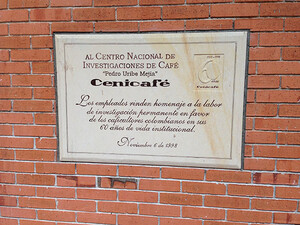 AL CENTRO NACIONAL DE
INVESTIGACIONES DE CAFÉ
"Pedro Uribe Mejía"
Cenicafé
Los empleados rinden homenaje a la labor
de investigación permanente en favor
de los caficultores colombianos en sus
60 años de vida institucional.
Noviembre 6 de 1998
Cenicafé